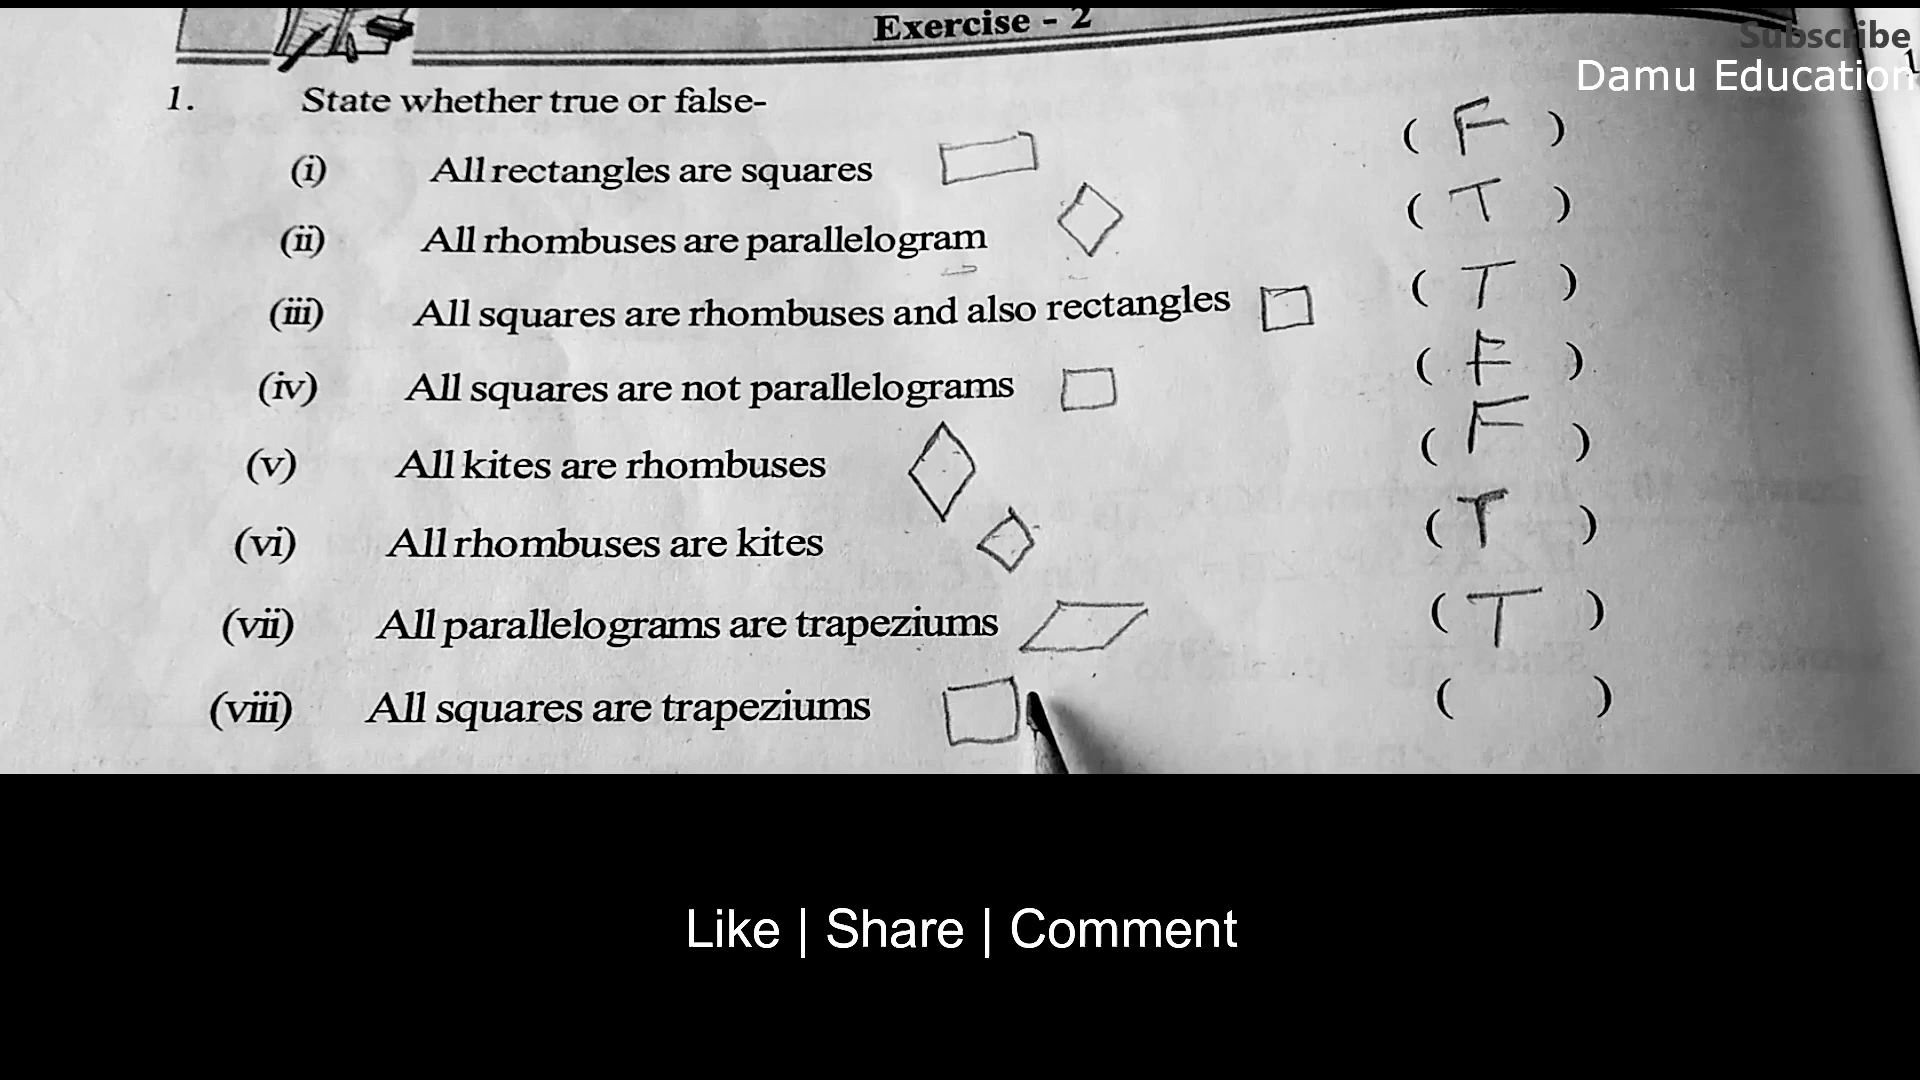 Exercise - 2
Subscribe
Damu Education
1. State whether true or false-
(i) All rectangles are squares ( F )
(ii) All rhombuses are parallelogram ( T )
(iii) All squares are rhombuses and also rectangles ( T )
(iv) All squares are not parallelograms ( F )
(v) All kites are rhombuses ( F )
(vi) All rhombuses are kites ( T )
(vii) All parallelograms are trapeziums ( T )
(viii) All squares are trapeziums ( )
Like | Share | Comment